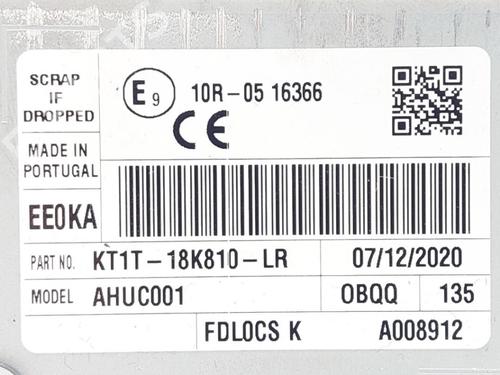 SCRAP
IF
DROPPED
E9 10R-05 16366
CE
MADE IN
PORTUGAL
EE0KA
PART NO. KT1T-18K810-LR 07/12/2020
MODEL AHUC001 OBQQ 135
FDL0CS K A008912